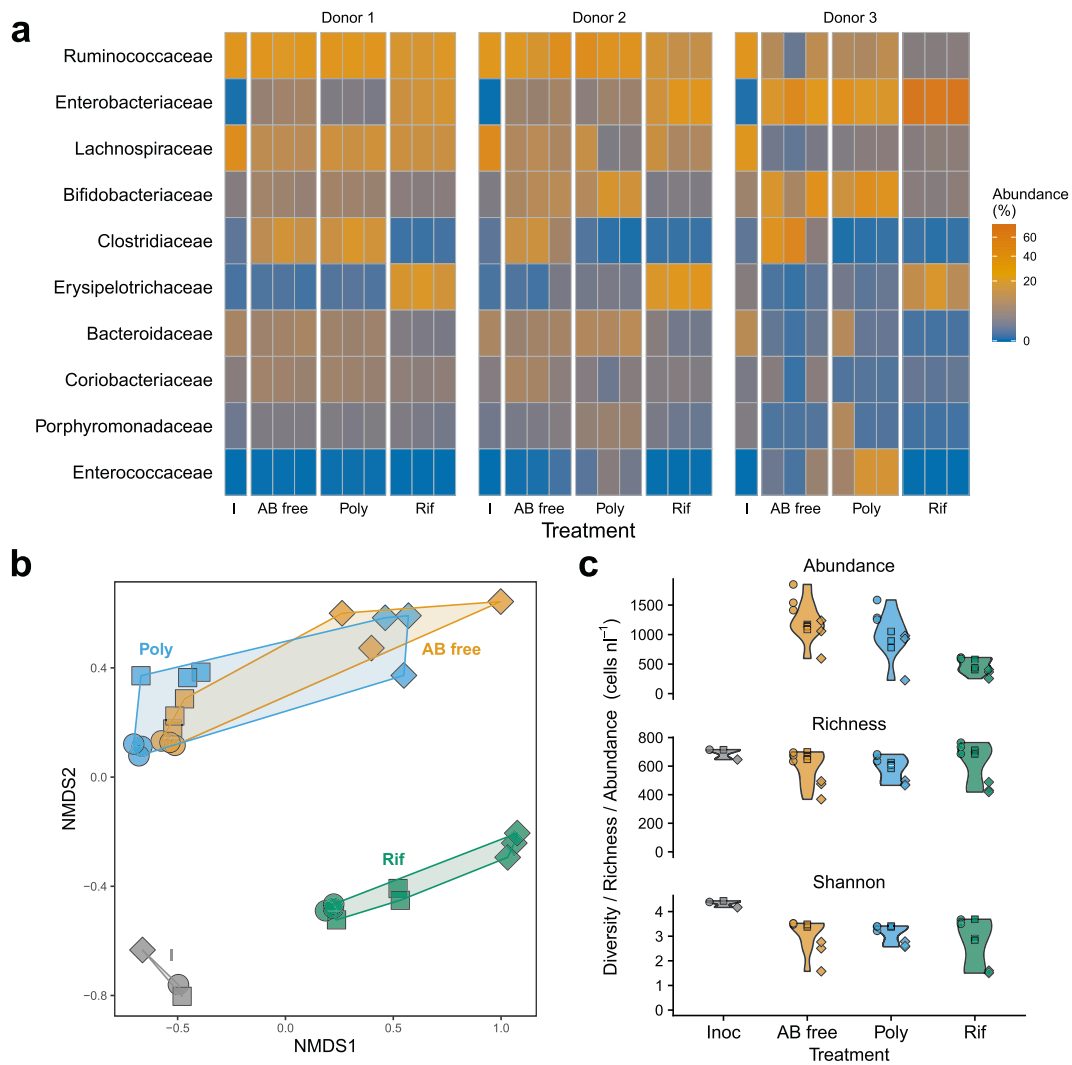 a
Donor 1 Donor 2 Donor 3
Ruminococcaceae
Enterobacteriaceae
Lachnospiraceae
Bifidobacteriaceae
Clostridiaceae
Erysipelotrichaceae
Bacteroidaceae
Coriobacteriaceae
Porphyromonadaceae
Enterococcaceae
Abundance
(%)
60
40
20
0
I AB free Poly Rif I AB free Poly Rif I AB free Poly Rif
Treatment
b
Poly
AB free
Rif
I
0.4
0.0
−0.4
−0.8
NMDS2
−0.5 0.0 0.5 1.0
NMDS1
c
Diversity / Richness / Abundance (cells nl⁻¹)
Abundance
1500
1000
500
0
Richness
800
600
400
200
0
Shannon
4
3
2
1
0
Inoc AB free Poly Rif
Treatment